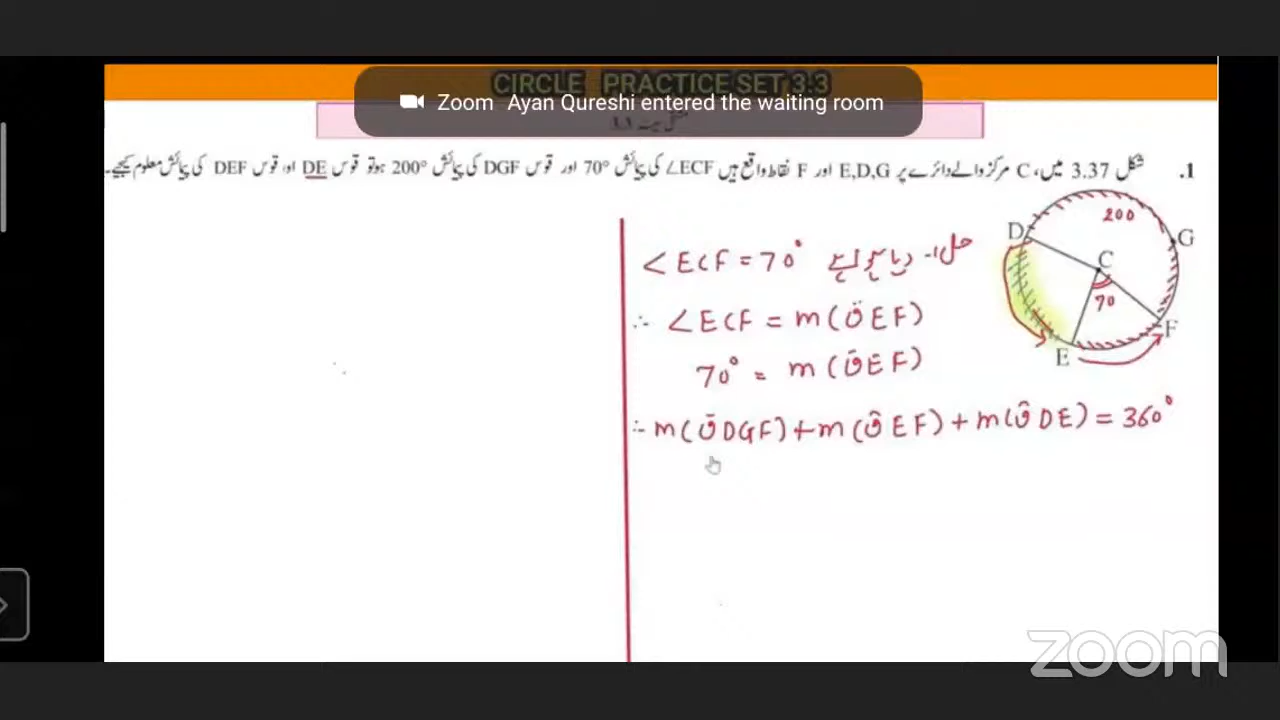 CIRCLE PRACTICE SET 3.3
Zoom Ayan Qureshi entered the waiting room
1. شکل 3.37 میں، C مرکز والے دائرے پر E,D,G اور F نقاط واقع ہیں ∠ECF کی پیمائش 70° اور قوس DGF کی پیمائش 200° ہوتو قوس DE اور قوس DEF کی پیمائش معلوم کیجیے۔
200
D
G
C
70
F
E
حل:- دیا ہوا ہے ∠ECF = 70°
∴ ∠ECF = m(قوس EF)
70° = m(قوس EF)
∴ m(قوس DGF) + m(قوس EF) + m(قوس DE) = 360°
zoom